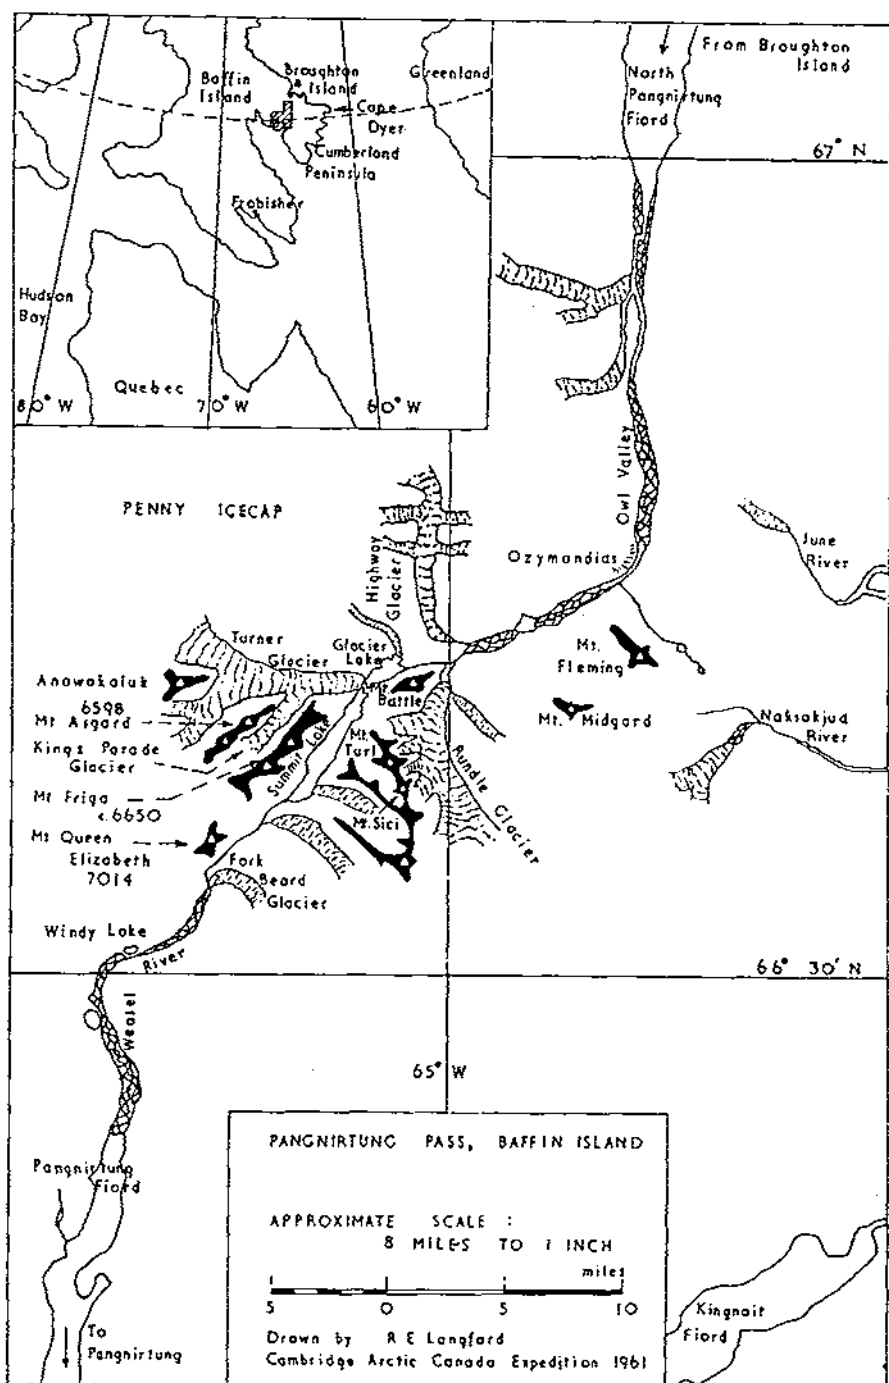 Baffin
Island
Broughton
Island
Greenland
Cape
Dyer
Cumberland
Peninsula
Frobisher
Hudson
Bay
Quebec
80° W
70° W
60° W
From Broughton
Island
North
Pangnirtung
Fiord
67° N
Owl Valley
PENNY ICECAP
Highway
Glacier
Ozymandias
June
River
Turner
Glacier
Glacier
Lake
Mt.
Fleming
Anawakaluk
6598
Mt Asgard
Kings Parade
Glacier
Mt Friga
c.6650
Mt Queen
Elizabeth
7014
Mt.
Battle
Summit Lake
Mt.
Turl
Mt. Sici
Rundle Glacier
Mt. Midgard
Naksakjua
River
Fork
Beard
Glacier
Windy Lake
Weasel River
66° 30' N
65° W
Pangnirtung
Fiord
To
Pangnirtung
PANGNIRTUNG PASS, BAFFIN ISLAND
APPROXIMATE SCALE :
8 MILES TO 1 INCH
miles
5 0 5 10
Drawn by R E Langford
Cambridge Arctic Canada Expedition 1961
Kingnait
Fiord